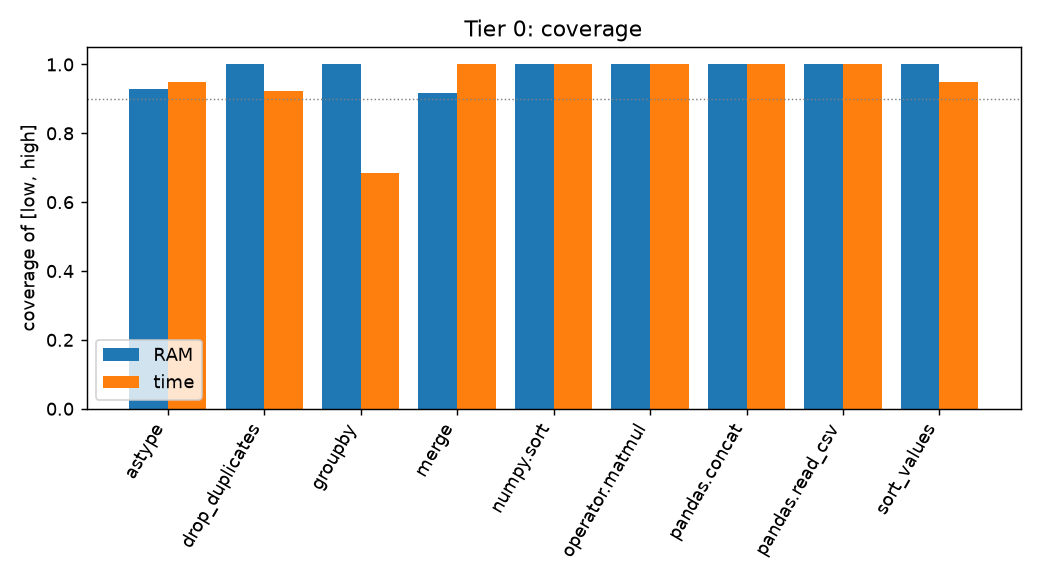 Tier 0: coverage
coverage of [low, high]
1.0
0.8
0.6
0.4
0.2
0.0
RAM
time
astype
drop_duplicates
groupby
merge
numpy.sort
operator.matmul
pandas.concat
pandas.read_csv
sort_values